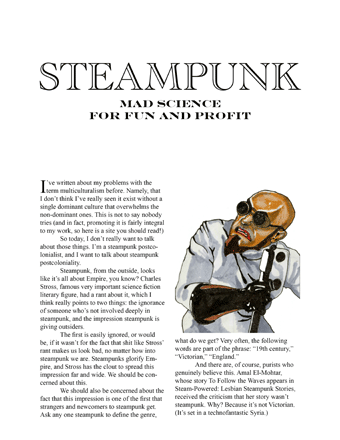 STEAMPUNK
MAD SCIENCE
FOR FUN AND PROFIT
I've written about my problems with the
term multiculturalism before. Namely, that
I don't think I've really seen it exist without a
single dominant culture that overwhelms the
non-dominant ones. This is not to say nobody
tries (and in fact, promoting it is fairly integral
to my work, so here is a site you should read!)
So today, I don't really want to talk
about those things. I'm a steampunk postco-
lonialist, and I want to talk about steampunk
postcoloniality.
Steampunk, from the outside, looks
like it's all about Empire, you know? Charles
Stross, famous very important science fiction
literary figure, had a rant about it, which I
think really points to two things: the ignorance
of someone who's not involved deeply in
steampunk, and the impression steampunk is
giving outsiders.
The first is easily ignored, or would
be, if it wasn't for the fact that shit like Stross'
rant makes us look bad, no matter how into
steampunk we are. Steampunks glorify Em-
pire, and Stross has the clout to spread this
impression far and wide. We should be con-
cerned about this.
We should also be concerned about the
fact that this impression is one of the first that
strangers and newcomers to steampunk get.
Ask any one steampunk to define the genre,
what do we get? Very often, the following
words are part of the phrase: "19th century,"
"Victorian," "England."
And there are, of course, purists who
genuinely believe this. Amal El-Mohtar,
whose story To Follow the Waves appears in
Steam-Powered: Lesbian Steampunk Stories,
received the criticism that her story wasn't
steampunk. Why? Because it's not Victorian.
(It's set in a technofantastic Syria.)